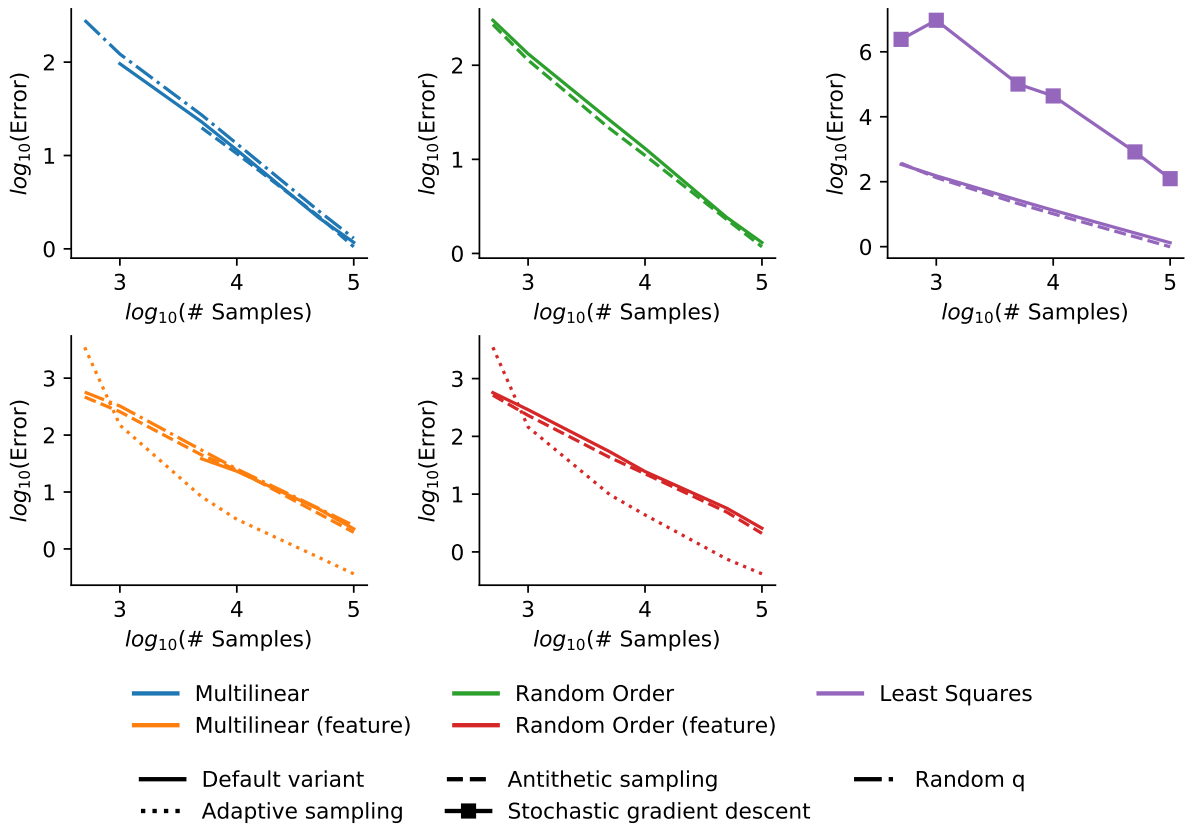 log10(Error)
2
1
0
3
4
5
log10(# Samples)
log10(Error)
2
1
0
3
4
5
log10(# Samples)
log10(Error)
6
4
2
0
3
4
5
log10(# Samples)
log10(Error)
3
2
1
0
3
4
5
log10(# Samples)
log10(Error)
3
2
1
0
3
4
5
log10(# Samples)
Multilinear
Random Order
Least Squares
Multilinear (feature)
Random Order (feature)
Default variant
Antithetic sampling
Random q
Adaptive sampling
Stochastic gradient descent